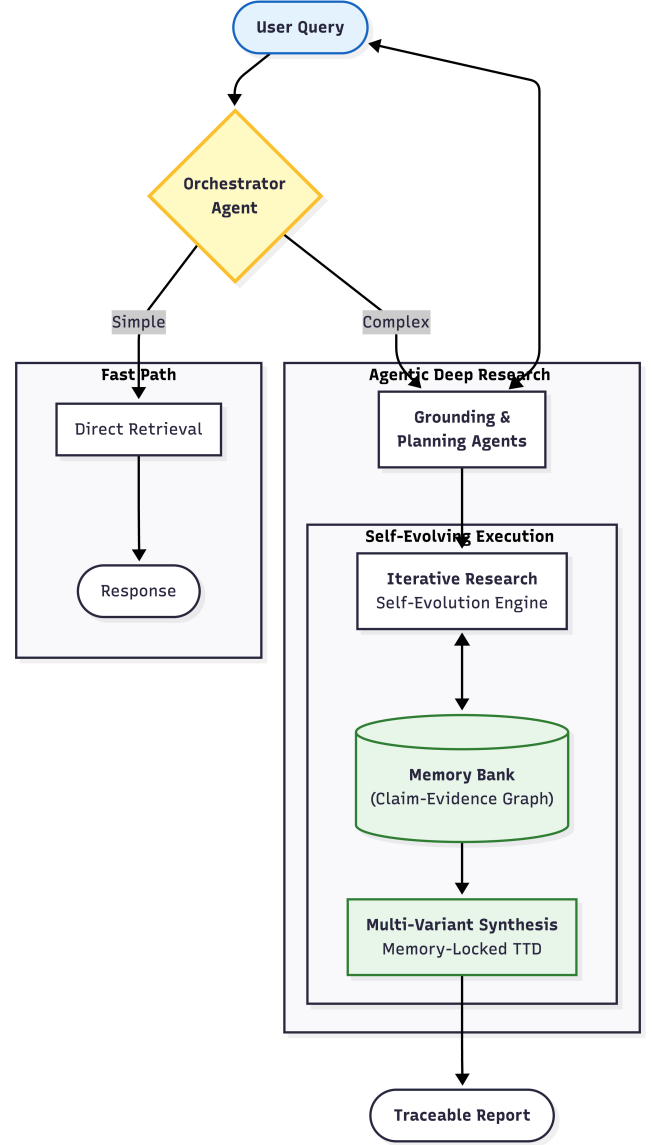 User Query
Orchestrator
Agent
Simple
Complex
Fast Path
Direct Retrieval
Response
Agentic Deep Research
Grounding &
Planning Agents
Self-Evolving Execution
Iterative Research
Self-Evolution Engine
Memory Bank
(Claim-Evidence Graph)
Multi-Variant Synthesis
Memory-Locked TTD
Traceable Report